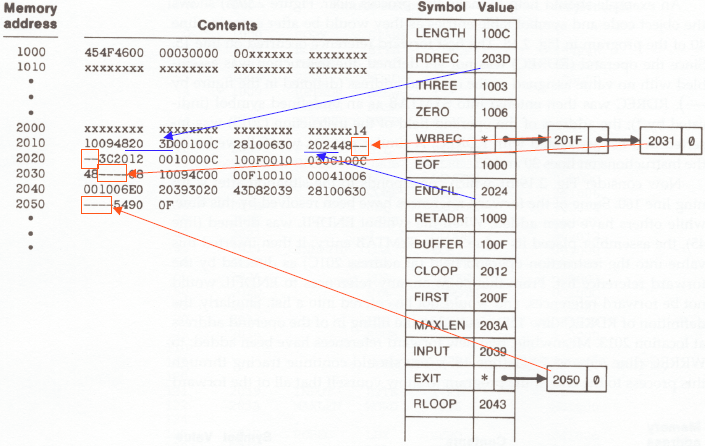 Memory address
Contents
1000 454F4600 00030000 00xxxxxx xxxxxxxx
1010 xxxxxxxx xxxxxxxx xxxxxxxx xxxxxxxx
2000 xxxxxxxx xxxxxxxx xxxxxxxx xxxxxx14
2010 10094820 3D00100C 28100630 202448--
2020 --3C2012 0010000C 100F0010 030C100C
2030 48----08 10094C00 00F10010 00041006
2040 001006E0 20393020 43D82039 28100630
2050 ----5490 0F
Symbol Value
LENGTH 100C
RDREC 203D
THREE 1003
ZERO 1006
WRREC * 201F 2031 0
EOF 1000
ENDFIL 2024
RETADR 1009
BUFFER 100F
CLOOP 2012
FIRST 200F
MAXLEN 203A
INPUT 2039
EXIT * 2050 0
RLOOP 2043